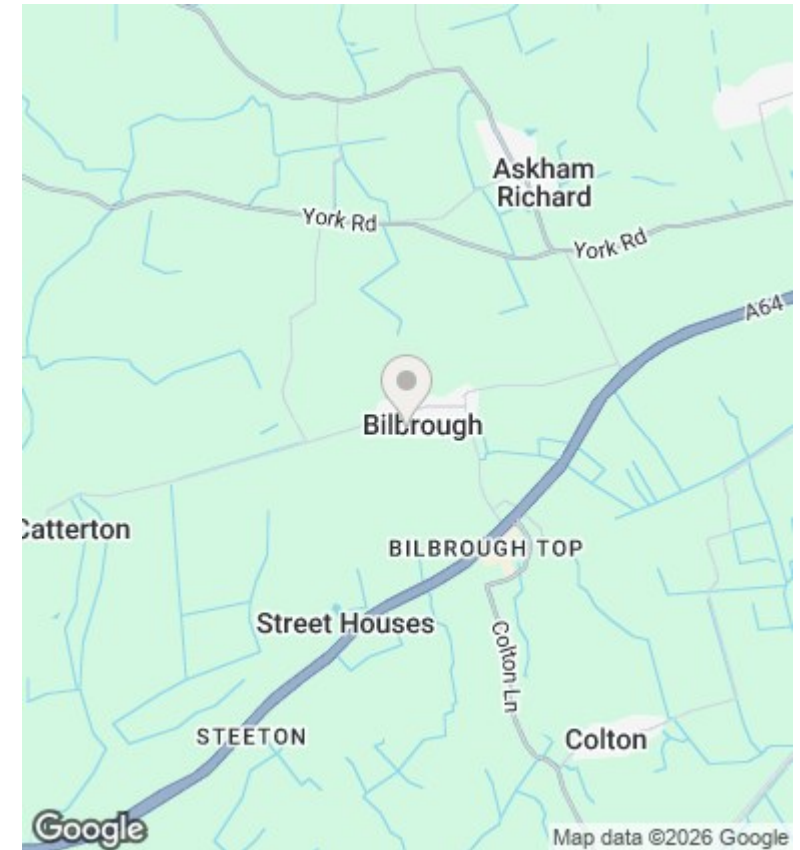 Askham
Richard
York Rd
York Rd
A64
Bilbrough
Catterton
BILBROUGH TOP
Street Houses
Colton Ln
STEETON
Colton
Google
Map data ©2026 Google